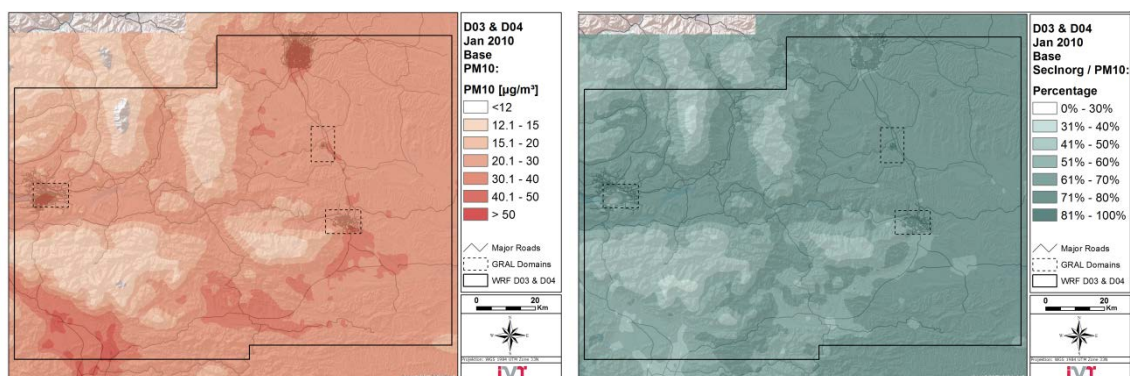 D03 & D04
Jan 2010
Base
PM10:
PM10 [µg/m³]
<12
12.1 - 15
15.1 - 20
20.1 - 30
30.1 - 40
40.1 - 50
> 50
Major Roads
GRAL Domains
WRF D03 & D04
0 20
Km
D03 & D04
Jan 2010
Base
SecInorg / PM10:
Percentage
0% - 30%
31% - 40%
41% - 50%
51% - 60%
61% - 70%
71% - 80%
81% - 100%
Major Roads
GRAL Domains
WRF D03 & D04
0 20
Km